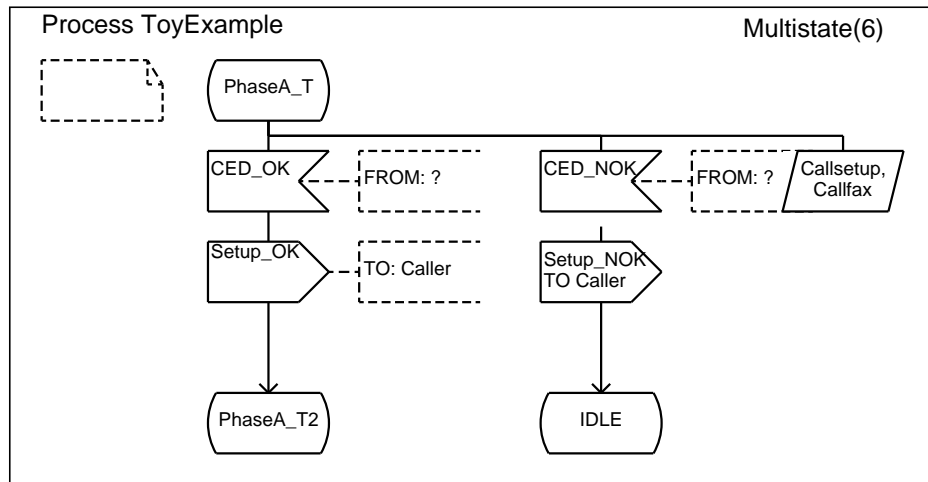 Process ToyExample
Multistate(6)
PhaseA_T
CED_OK
FROM: ?
CED_NOK
FROM: ?
Callsetup,
Callfax
Setup_OK
TO: Caller
Setup_NOK
TO Caller
PhaseA_T2
IDLE